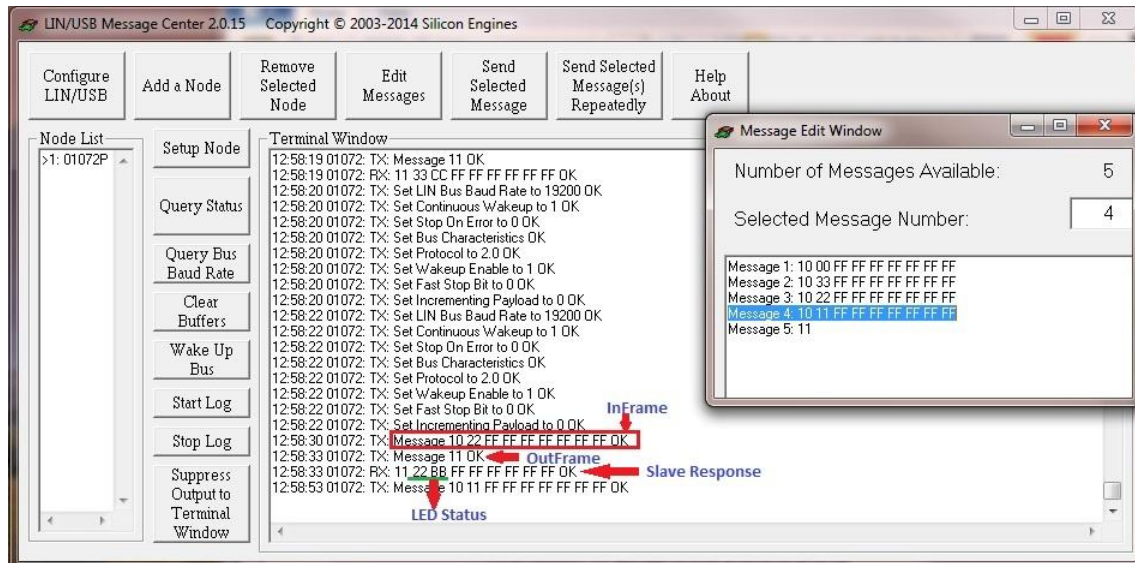 LIN/USB Message Center 2.0.15 Copyright © 2003-2014 Silicon Engines
Configure
LIN/USB
Add a Node
Remove
Selected
Node
Edit
Messages
Send
Selected
Message
Send Selected
Message(s)
Repeatedly
Help
About
Node List
>1: 01072P
Setup Node
Query Status
Query Bus
Baud Rate
Clear
Buffers
Wake Up
Bus
Start Log
Stop Log
Suppress
Output to
Terminal
Window
Terminal Window
12:58:19 01072: TX: Message 11 OK
12:58:19 01072: RX: 11 33 CC FF FF FF FF FF FF OK
12:58:20 01072: TX: Set LIN Bus Baud Rate to 19200 OK
12:58:20 01072: TX: Set Continuous Wakeup to 1 OK
12:58:20 01072: TX: Set Stop On Error to 0 OK
12:58:20 01072: TX: Set Bus Characteristics OK
12:58:20 01072: TX: Set Protocol to 2.0 OK
12:58:20 01072: TX: Set Wakeup Enable to 1 OK
12:58:20 01072: TX: Set Fast Stop Bit to 0 OK
12:58:20 01072: TX: Set Incrementing Payload to 0 OK
12:58:22 01072: TX: Set LIN Bus Baud Rate to 19200 OK
12:58:22 01072: TX: Set Continuous Wakeup to 1 OK
12:58:22 01072: TX: Set Stop On Error to 0 OK
12:58:22 01072: TX: Set Bus Characteristics OK
12:58:22 01072: TX: Set Protocol to 2.0 OK
12:58:22 01072: TX: Set Wakeup Enable to 1 OK
12:58:22 01072: TX: Set Fast Stop Bit to 0 OK
12:58:22 01072: TX: Set Incrementing Payload to 0 OK
InFrame
12:58:30 01072: TX: Message 10 22 FF FF FF FF FF FF FF OK
12:58:33 01072: TX: Message 11 OK
OutFrame
12:58:33 01072: RX: 11 22 BB FF FF FF FF FF FF OK
Slave Response
12:58:53 01072: TX: Message 10 11 FF FF FF FF FF FF FF OK
LED Status
Message Edit Window
Number of Messages Available: 5
Selected Message Number: 4
Message 1: 10 00 FF FF FF FF FF FF FF
Message 2: 10 33 FF FF FF FF FF FF FF
Message 3: 10 22 FF FF FF FF FF FF FF
Message 4: 10 11 FF FF FF FF FF FF FF
Message 5: 11